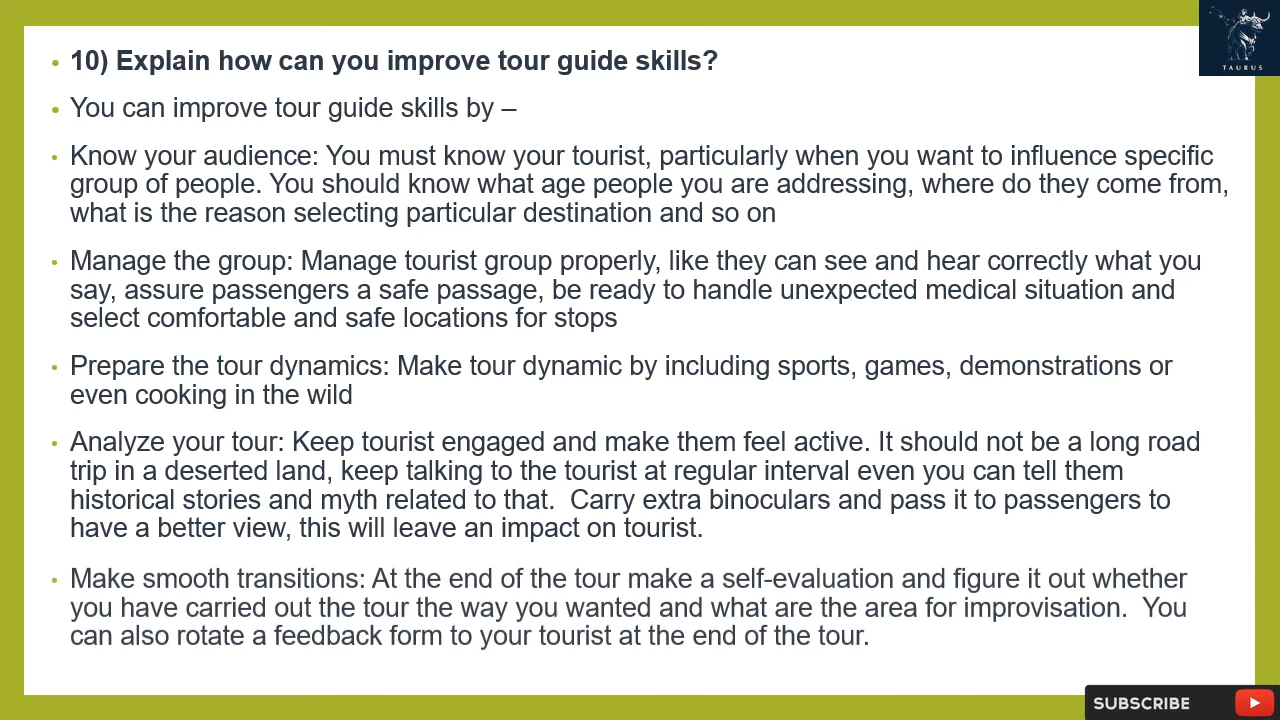 10) Explain how can you improve tour guide skills?
You can improve tour guide skills by –
Know your audience: You must know your tourist, particularly when you want to influence specific
group of people. You should know what age people you are addressing, where do they come from,
what is the reason selecting particular destination and so on
Manage the group: Manage tourist group properly, like they can see and hear correctly what you
say, assure passengers a safe passage, be ready to handle unexpected medical situation and
select comfortable and safe locations for stops
Prepare the tour dynamics: Make tour dynamic by including sports, games, demonstrations or
even cooking in the wild
Analyze your tour: Keep tourist engaged and make them feel active. It should not be a long road
trip in a deserted land, keep talking to the tourist at regular interval even you can tell them
historical stories and myth related to that.  Carry extra binoculars and pass it to passengers to
have a better view, this will leave an impact on tourist.
Make smooth transitions: At the end of the tour make a self-evaluation and figure it out whether
you have carried out the tour the way you wanted and what are the area for improvisation.  You
can also rotate a feedback form to your tourist at the end of the tour.
TAURUS
SUBSCRIBE